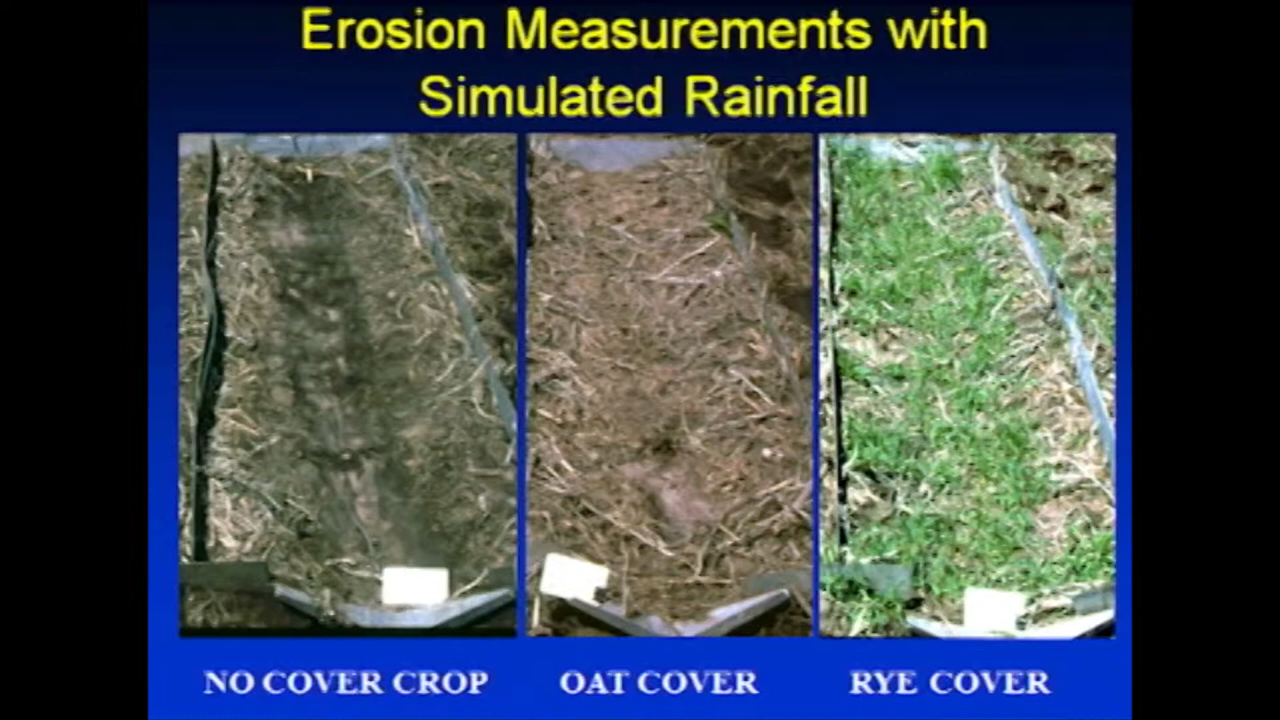 Erosion Measurements with
Simulated Rainfall
NO COVER CROP
OAT COVER
RYE COVER